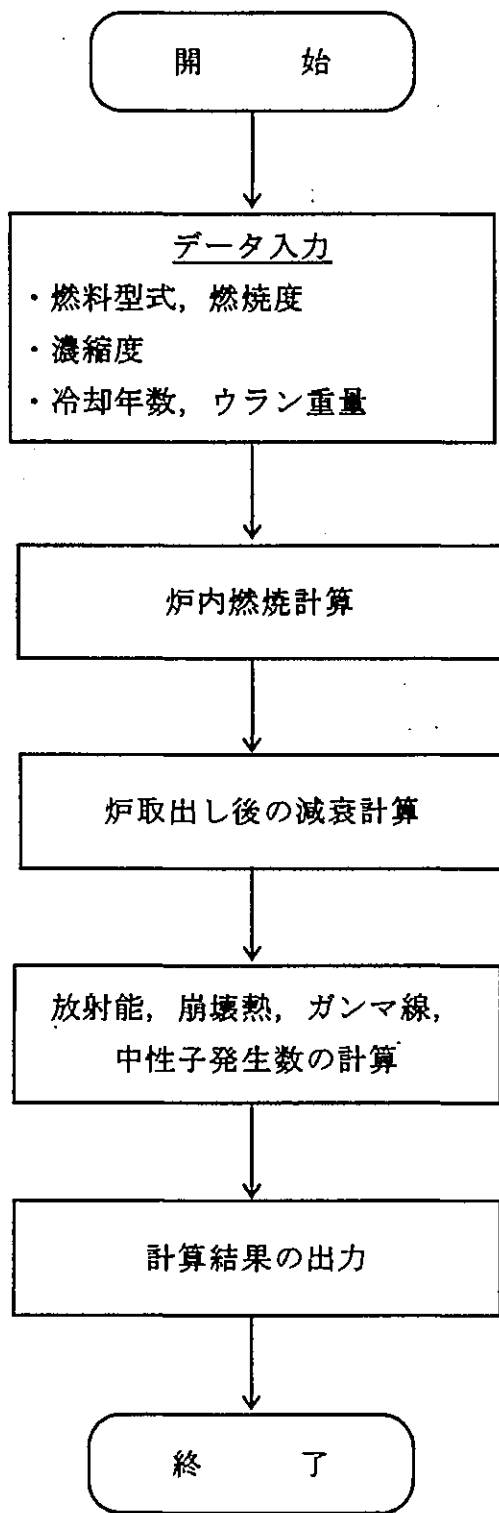 開　始
データ入力
・燃料型式，燃焼度
・濃縮度
・冷却年数，ウラン重量
炉内燃焼計算
炉取出し後の減衰計算
放射能，崩壊熱，ガンマ線，
中性子発生数の計算
計算結果の出力
終　了